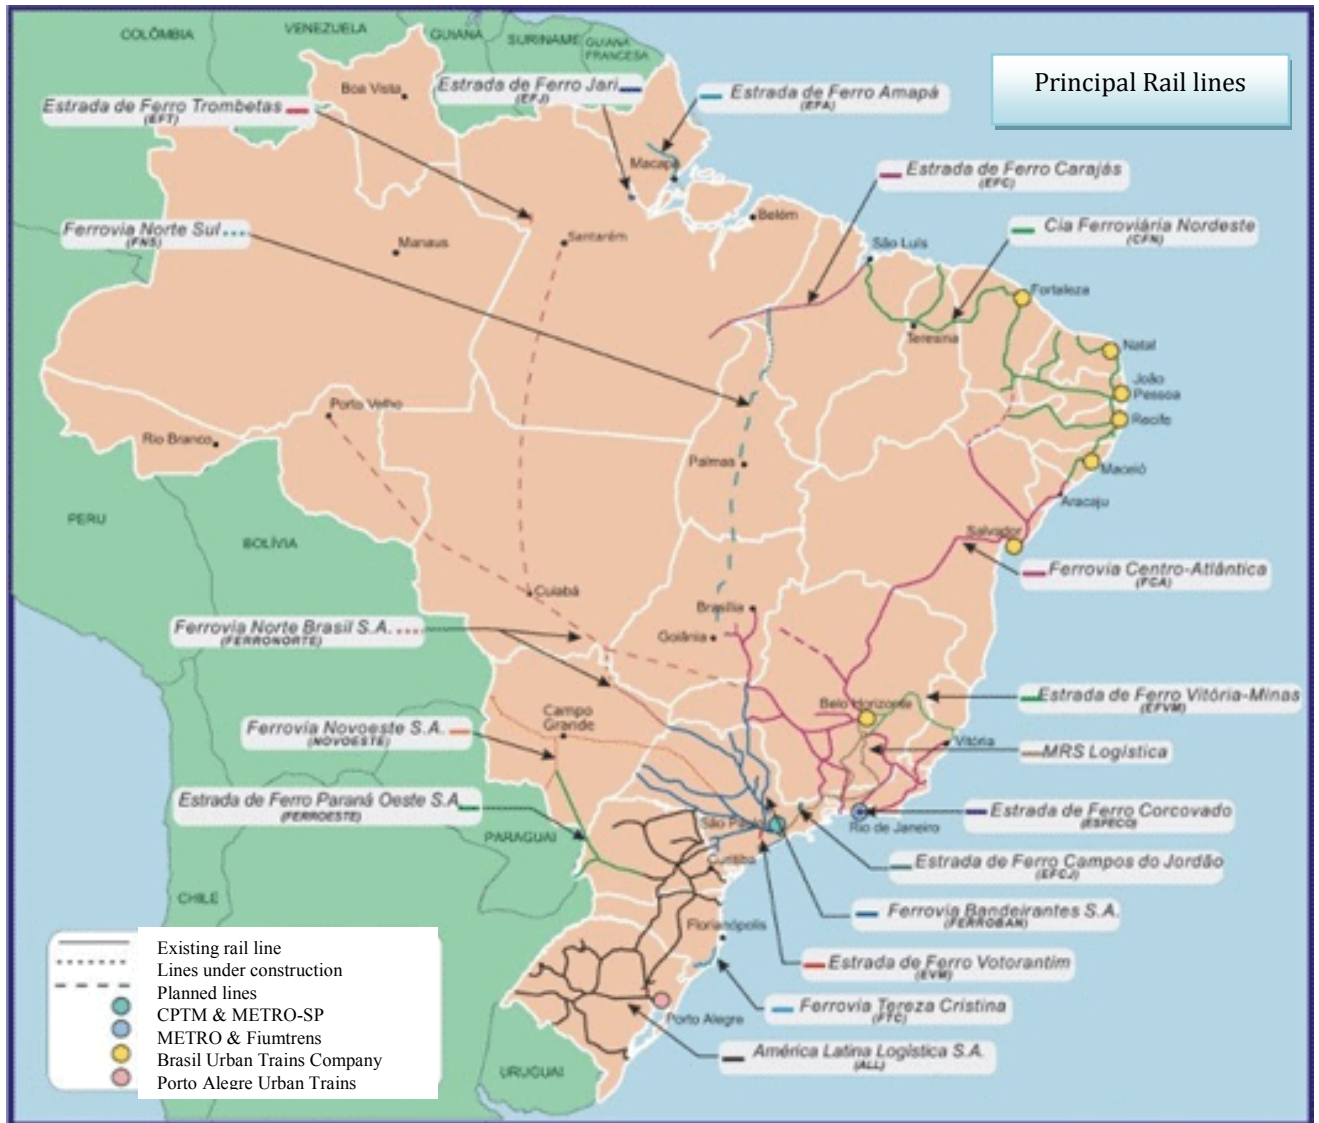 COLÔMBIA
VENEZUELA
GUIANA
SURINAME
GUIANA
FRANCESA
Principal Rail lines
Boa Vista
Estrada de Ferro Jari
(EFJ)
Estrada de Ferro Amapá
(EFA)
Estrada de Ferro Trombetas
(EFT)
Macapá
Estrada de Ferro Carajás
(EFC)
Belém
Ferrovia Norte Sul
(FNS)
Manaus
Santarém
São Luís
Cia Ferroviária Nordeste
(CFN)
Fortaleza
Teresina
Natal
João
Pessoa
Porto Velho
Recife
Rio Branco
Palmas
Maceió
Aracaju
PERU
BOLÍVIA
Salvador
Ferrovia Centro-Atlântica
(FCA)
Cuiabá
Brasília
Ferrovia Norte Brasil S.A.
(FERRONORTE)
Goiânia
Estrada de Ferro Vitória-Minas
(EFVM)
Belo Horizonte
Campo
Grande
Ferrovia Novoeste S.A.
(NOVOESTE)
Vitória
MRS Logística
Estrada de Ferro Paraná Oeste S.A
(FERROESTE)
Estrada de Ferro Corcovado
(ESFECO)
São Paulo
Rio de Janeiro
PARAGUAI
Curitiba
Estrada de Ferro Campos do Jordão
(EFCJ)
CHILE
Ferrovia Bandeirantes S.A.
(FERROBAN)
Florianópolis
Existing rail line
Lines under construction
Planned lines
CPTM & METRO-SP
METRO & Fiumtrens
Brasil Urban Trains Company
Porto Alegre Urban Trains
Estrada de Ferro Votorantim
(EVM)
Ferrovia Tereza Cristina
(FTC)
Porto Alegre
América Latina Logística S.A.
(ALL)
URUGUAI